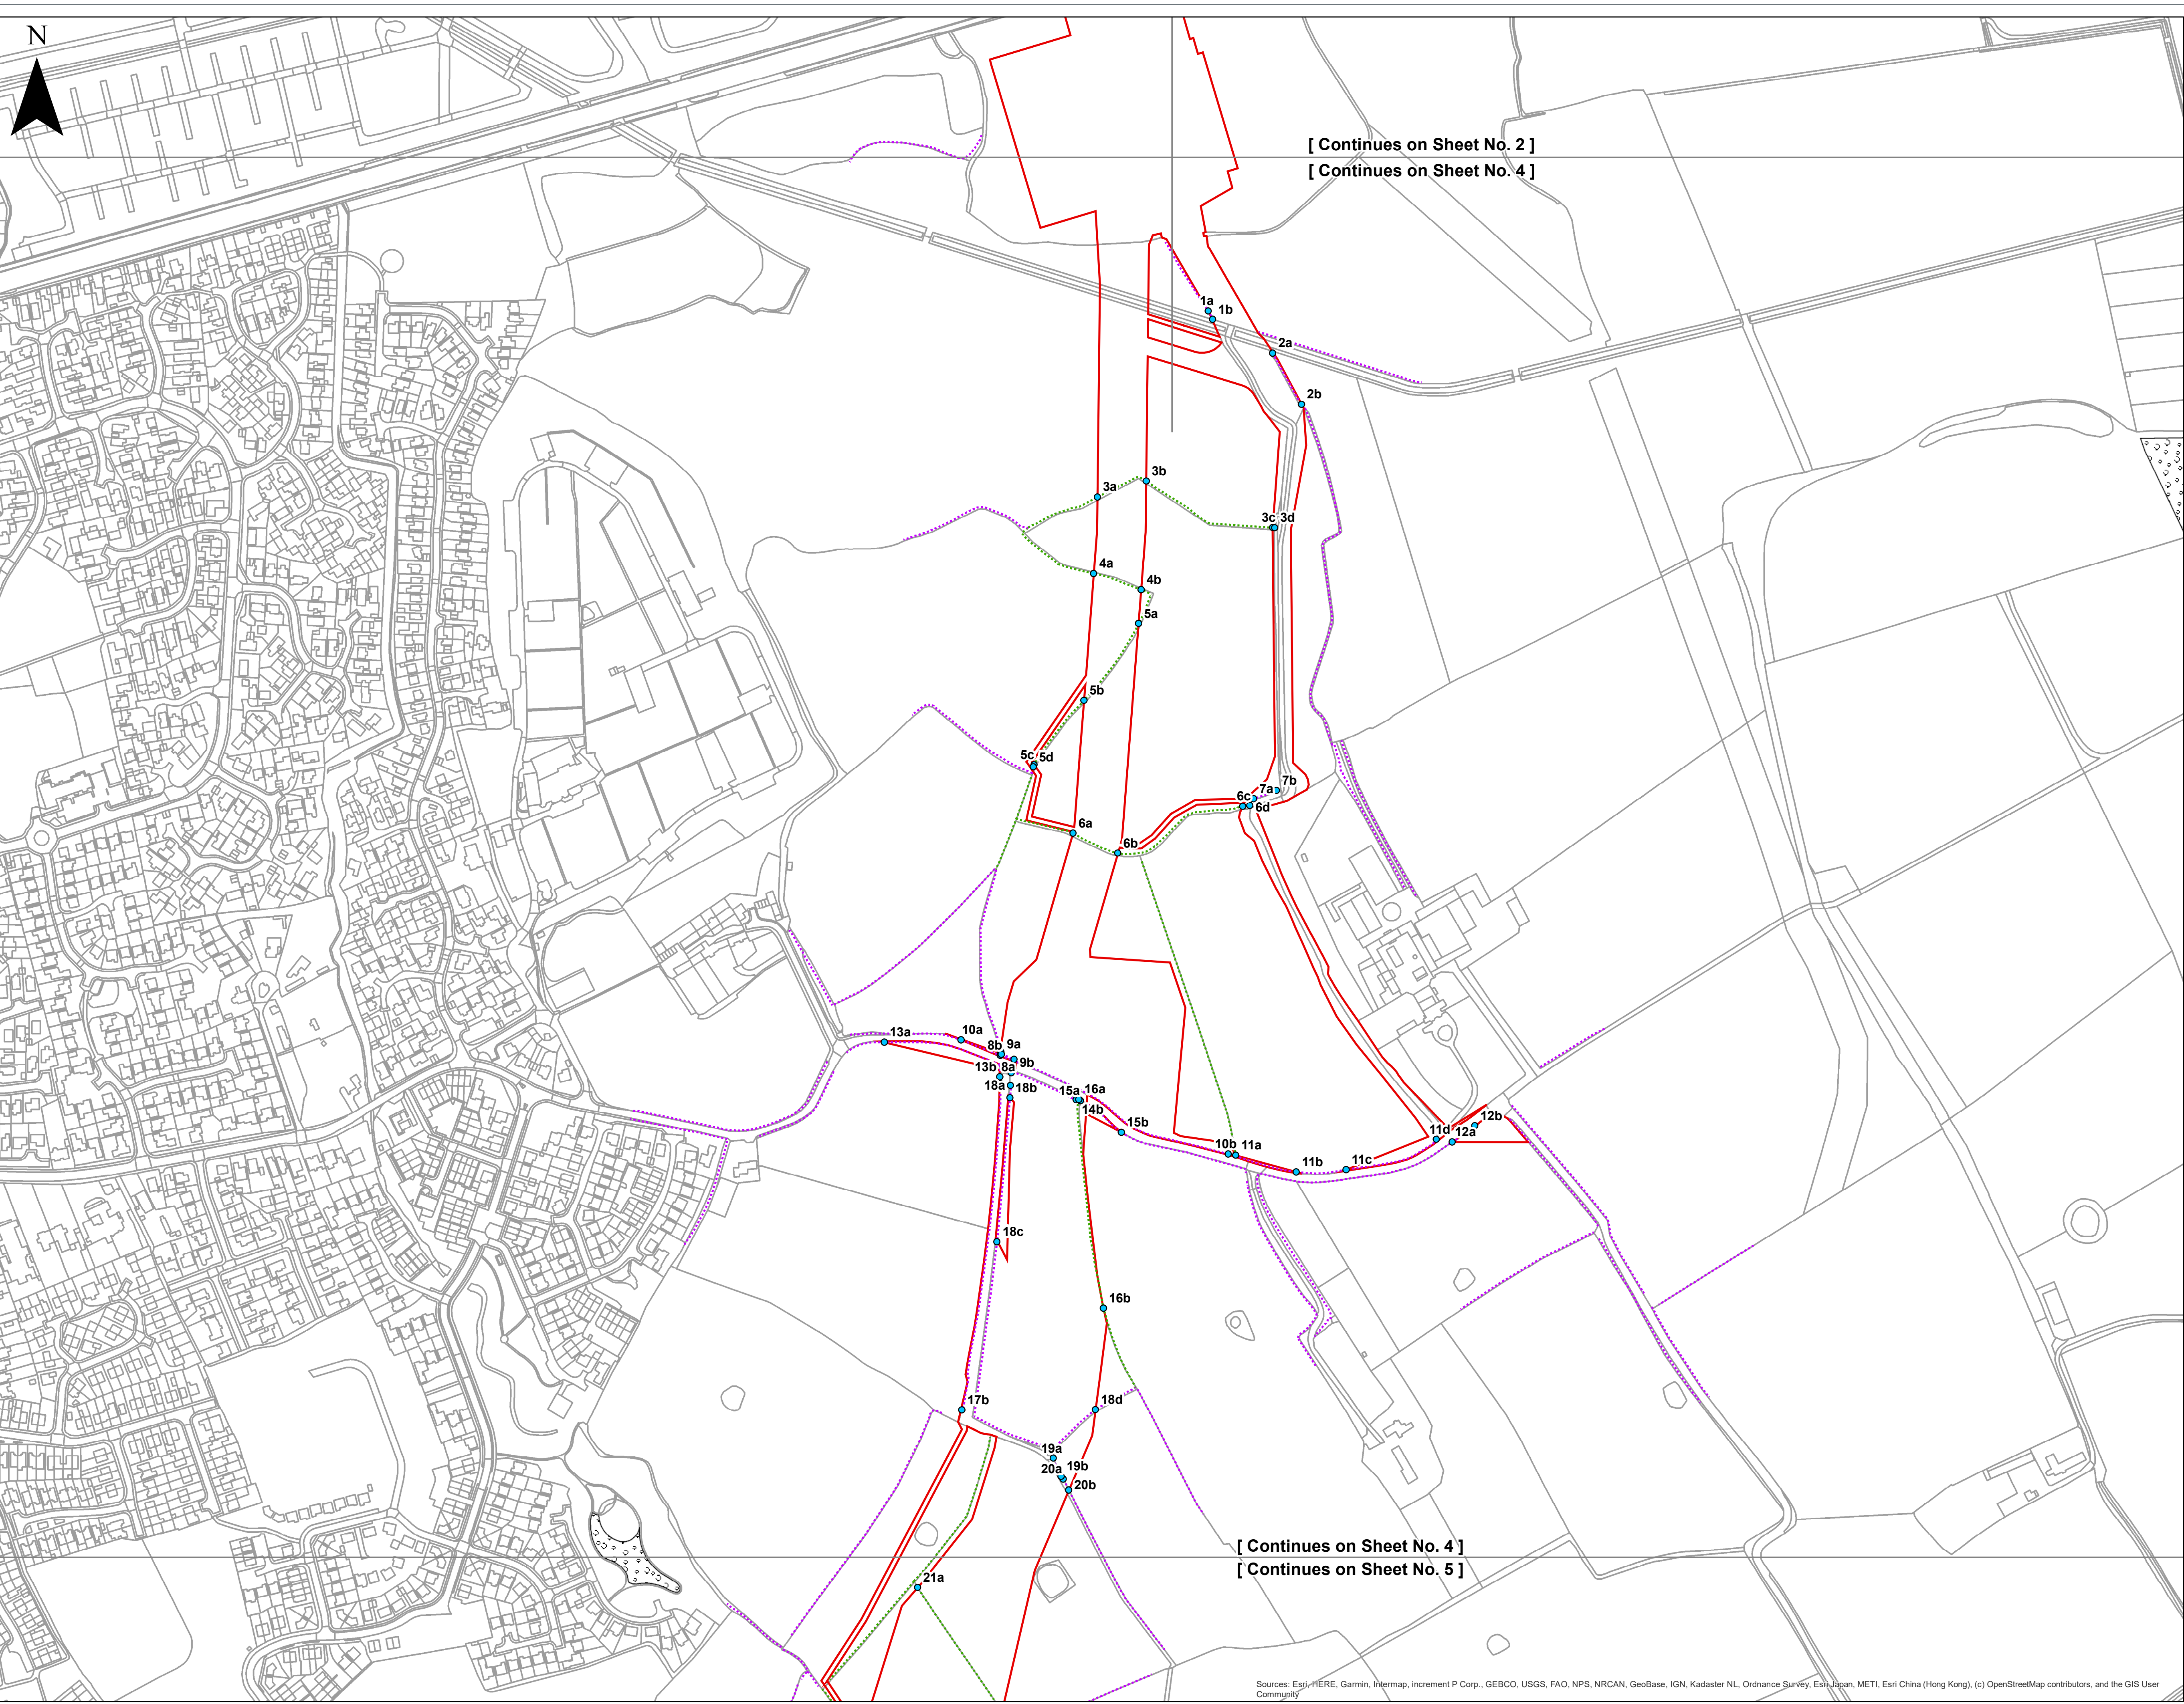 N
[ Continues on Sheet No. 2 ]
[ Continues on Sheet No. 4 ]
1a
1b
2a
2b
3b
3a
3c 3d
4a
4b
5a
5b
5c 5d
7b
7a
6c
6d
6a
6b
13a
10a
9a
8b
9b
13b 8a
18a 18b
15a 16a
14b
15b
12b
11d 12a
10b 11a
11b
11c
18c
16b
17b
18d
19a
20a 19b
20b
[ Continues on Sheet No. 4 ]
[ Continues on Sheet No. 5 ]
21a
Sources: Esri, HERE, Garmin, Intermap, increment P Corp., GEBCO, USGS, FAO, NPS, NRCAN, GeoBase, IGN, Kadaster NL, Ordnance Survey, Esri Japan, METI, Esri China (Hong Kong), (c) OpenStreetMap contributors, and the GIS User
Community